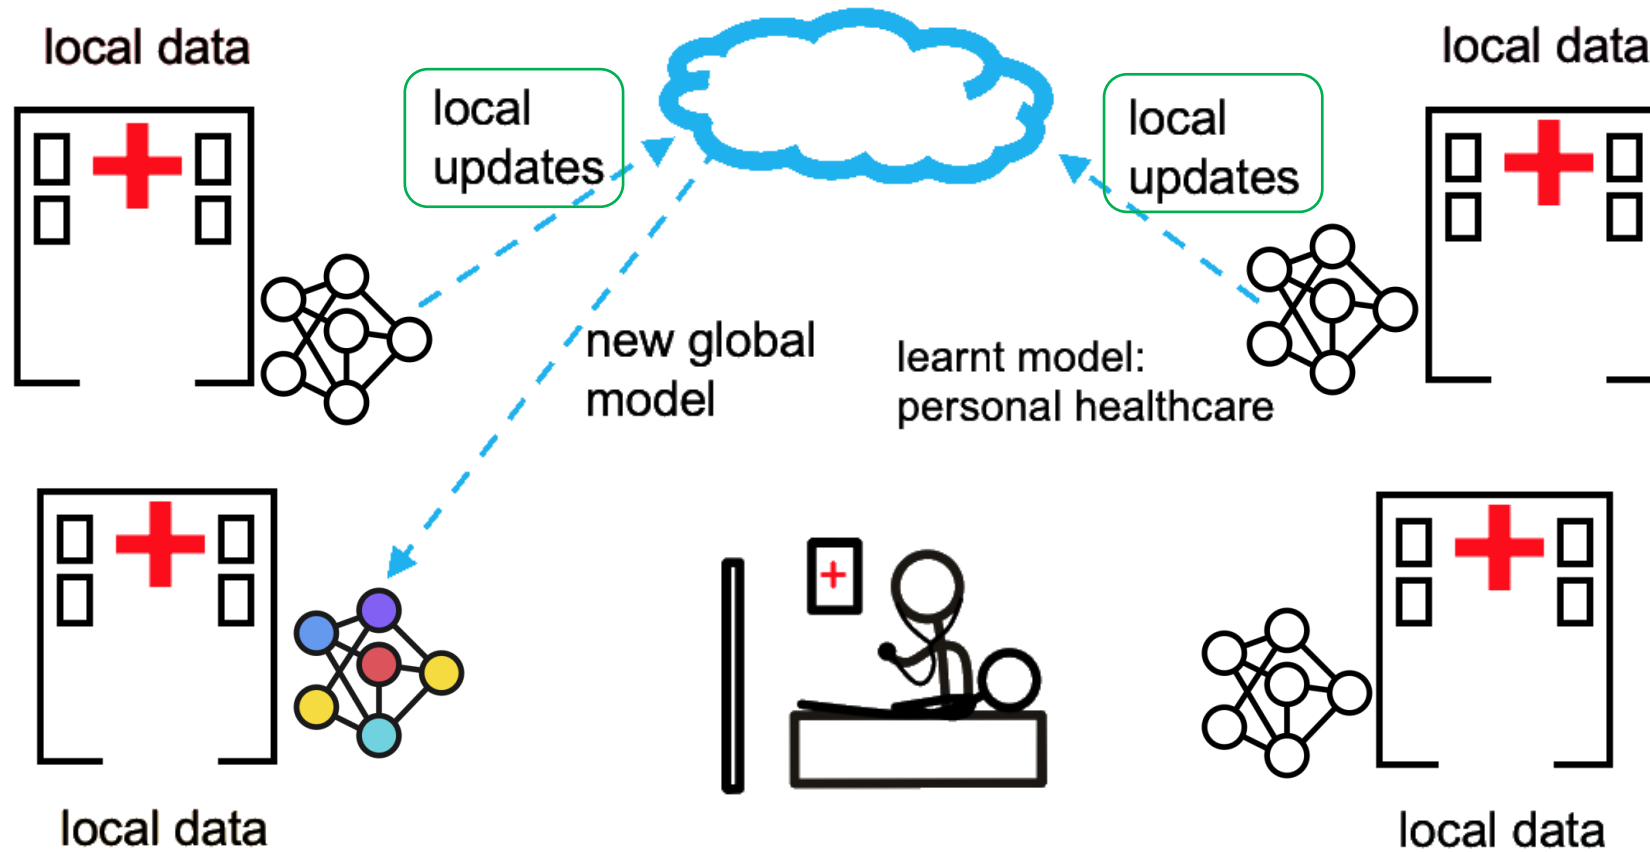 local data
local
updates
local
updates
local data
new global
model
learnt model:
personal healthcare
local data
local data